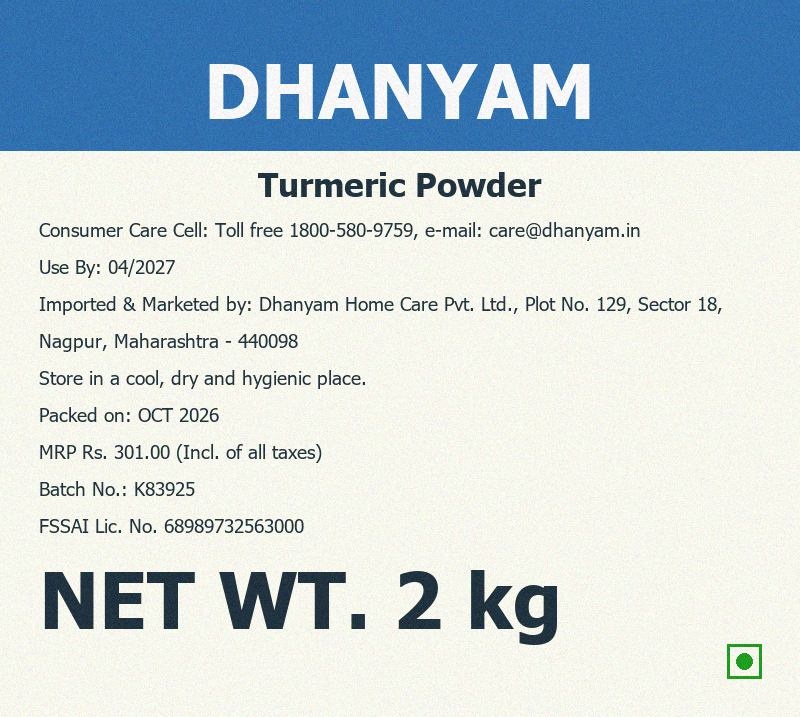 DHANYAM
Turmeric Powder
Consumer Care Cell: Toll free 1800-580-9759, e-mail: care@dhanyam.in
Use By: 04/2027
Imported & Marketed by: Dhanyam Home Care Pvt. Ltd., Plot No. 129, Sector 18,
Nagpur, Maharashtra - 440098
Store in a cool, dry and hygienic place.
Packed on: OCT 2026
MRP Rs. 301.00 (Incl. of all taxes)
Batch No.: K83925
FSSAI Lic. No. 68989732563000
NET WT. 2 kg